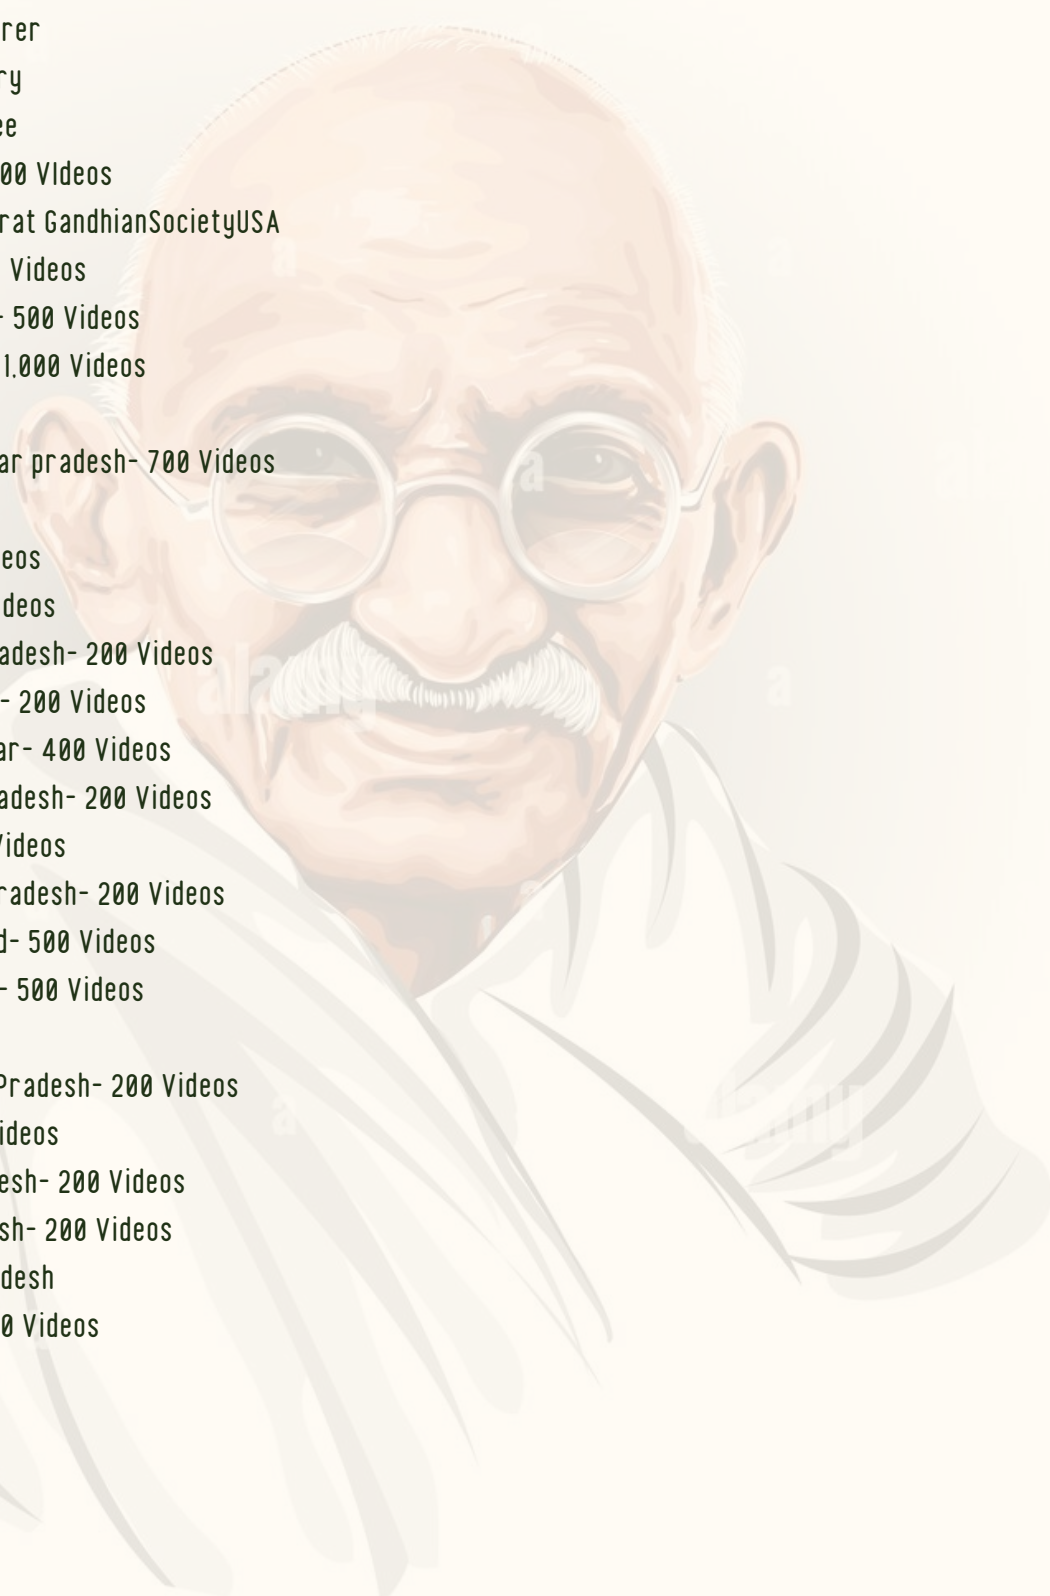 rer
ry
ee
00 VIdeos
rat GandhianSocietyUSA
Videos
- 500 Videos
1,000 Videos
ar pradesh- 700 Videos
eos
deos
adesh- 200 Videos
- 200 Videos
ar- 400 Videos
adesh- 200 Videos
Videos
radesh- 200 Videos
d- 500 Videos
- 500 Videos
Pradesh- 200 Videos
ideos
esh- 200 Videos
sh- 200 Videos
desh
0 Videos
a
a
a
alamy
a
a
a
alamy